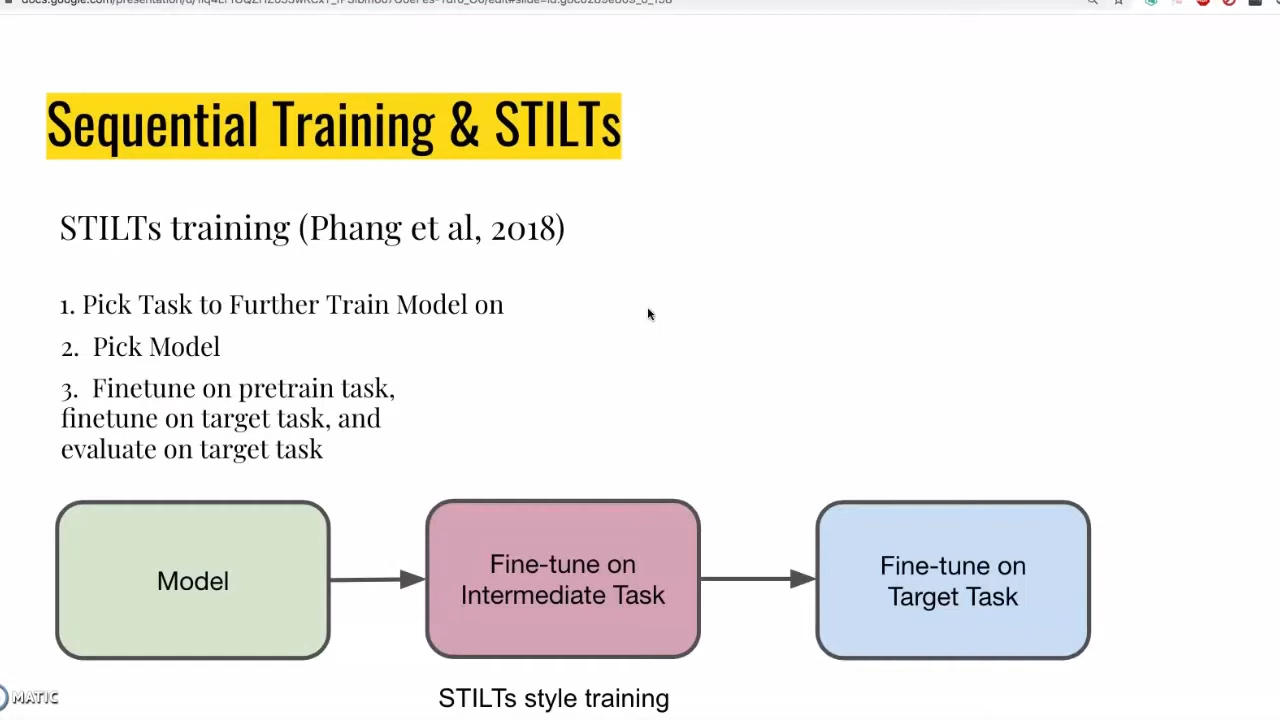 Sequential Training & STILTs
STILTs training (Phang et al, 2018)
1. Pick Task to Further Train Model on
2. Pick Model
3. Finetune on pretrain task,
finetune on target task, and
evaluate on target task
Model
Fine-tune on
Intermediate Task
Fine-tune on
Target Task
STILTs style training
MATIC